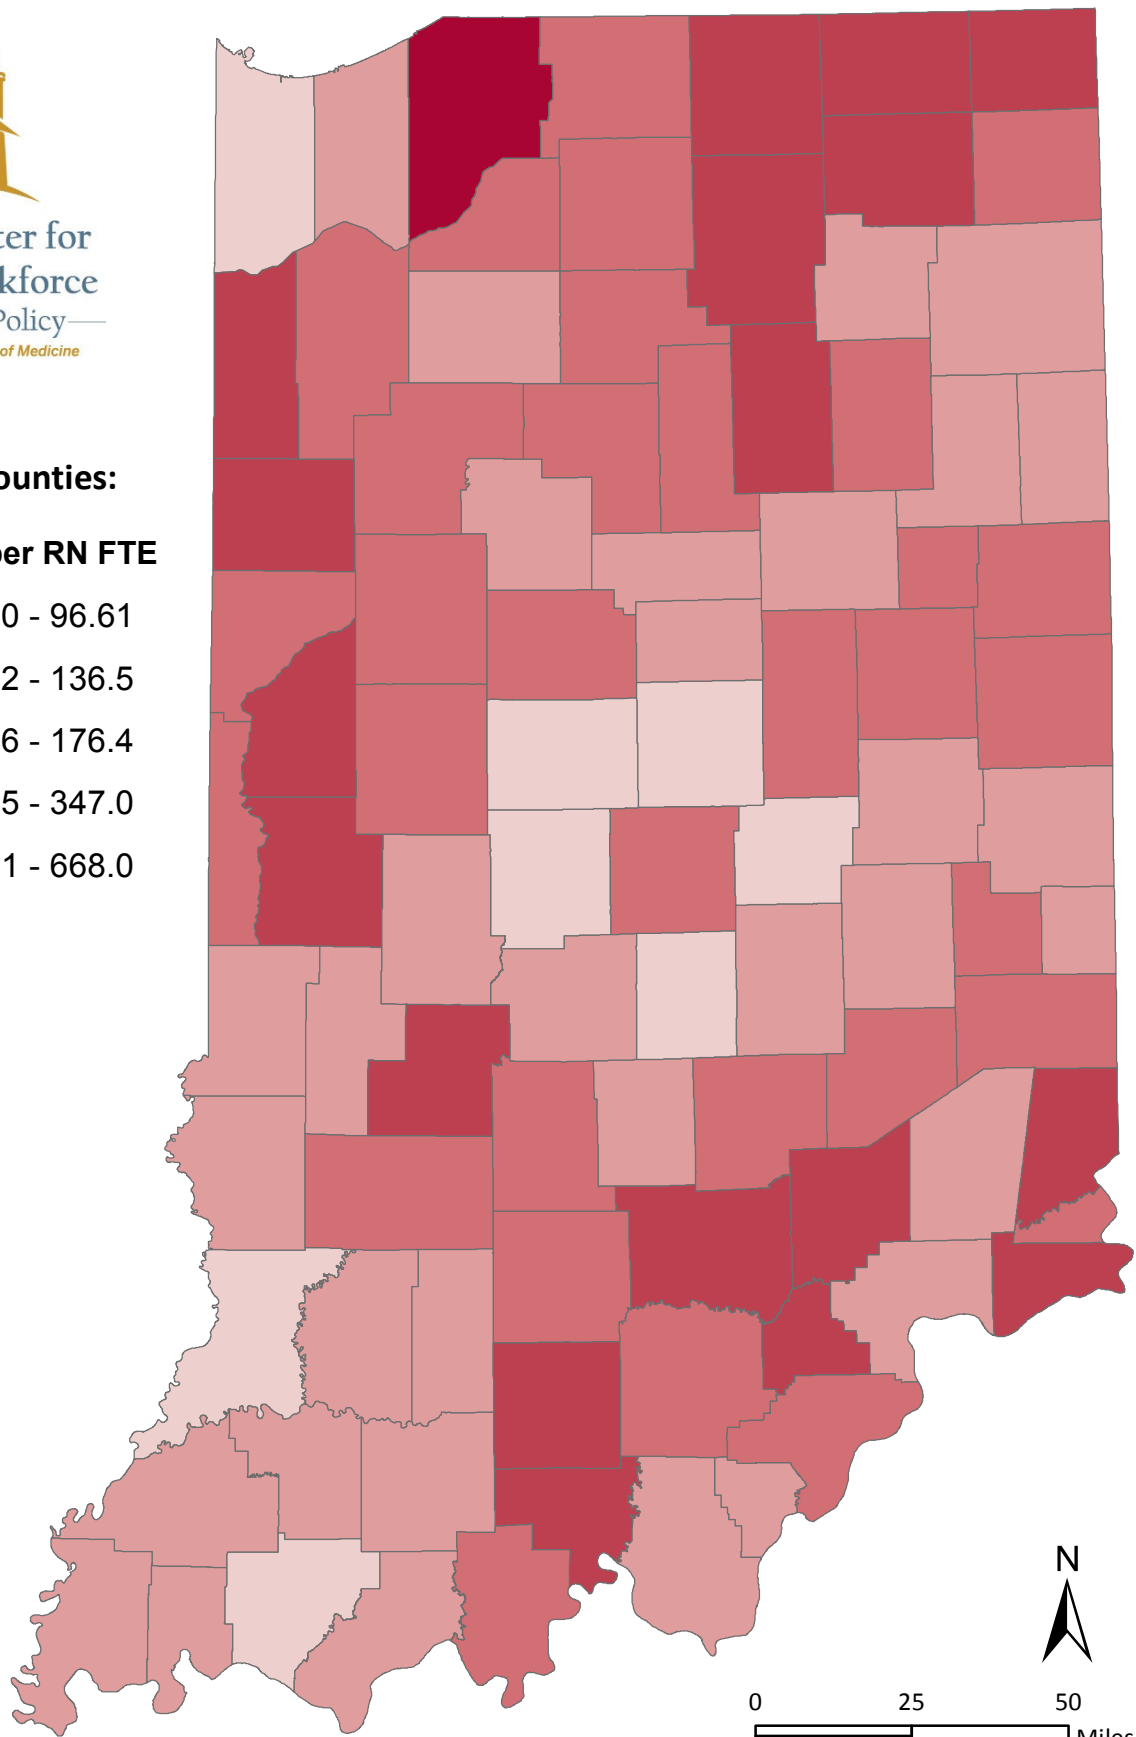 ter for
kforce
Policy
of Medicine
ounties:
per RN FTE
0 - 96.61
2 - 136.5
6 - 176.4
5 - 347.0
1 - 668.0
N
0 25 50
Miles